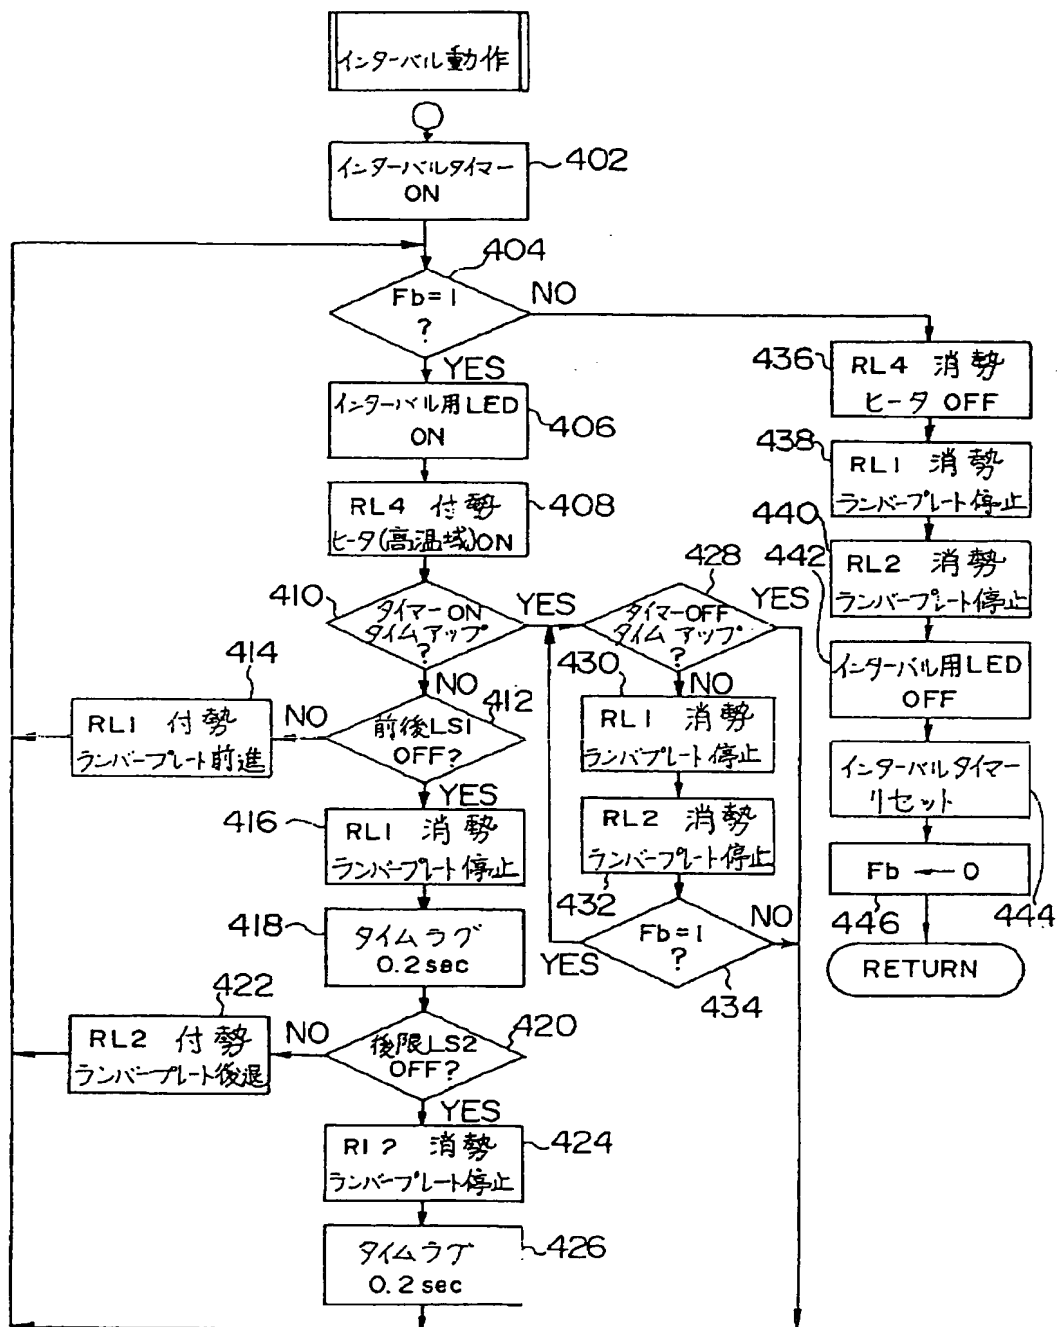 インターバル動作
インターバルタイマー
ON
402
404
Fb=1
?
NO
YES
インターバル用LED
ON
406
RL4 付勢
ヒータ(高温域)ON
408
410
タイマーON
タイムアップ
?
YES
NO
412
前後LS1
OFF?
NO
YES
414
RL1 付勢
ランバープレート前進
416
RL1 消勢
ランバープレート停止
418
タイムラグ
0.2sec
420
後限LS2
OFF?
NO
YES
422
RL2 付勢
ランバープレート後退
424
RI? 消勢
ランバープレート停止
426
タイムラグ
0.2sec
428
タイマーOFF
タイムアップ
?
YES
NO
430
RL1 消勢
ランバープレート停止
RL2 消勢
ランバープレート停止
432
Fb=1
?
NO
YES
434
436
RL4 消勢
ヒータ OFF
438
RL1 消勢
ランバープレート停止
440
RL2 消勢
ランバープレート停止
442
インターバル用LED
OFF
インターバルタイマー
リセット
444
Fb ← 0
446
RETURN